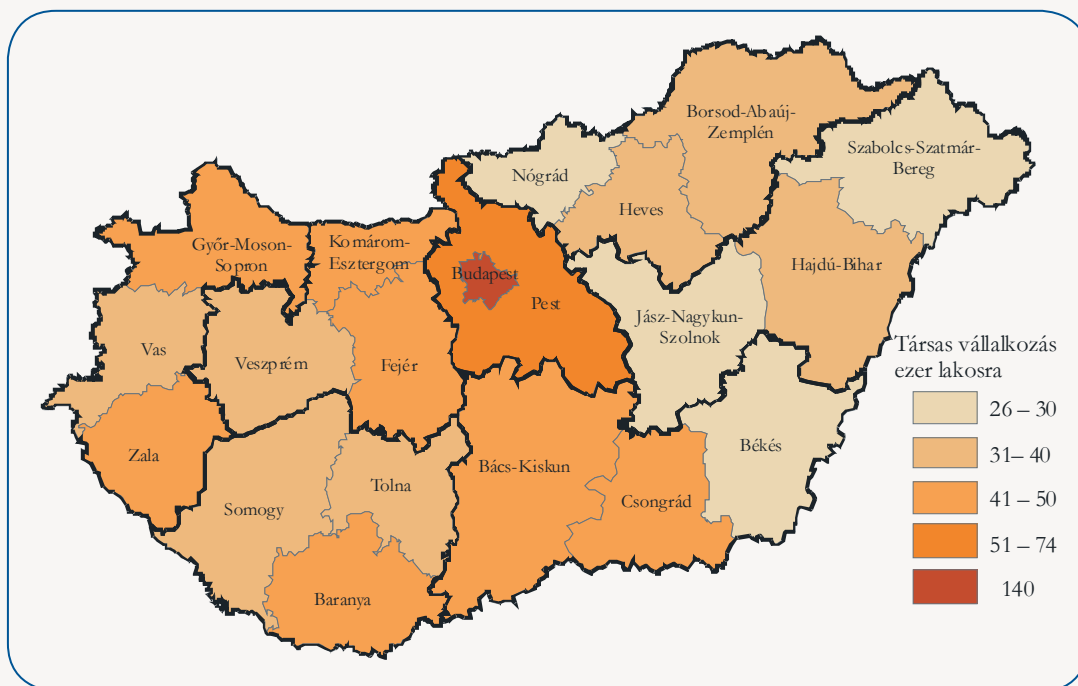 Borsod-Abaúj-
Zemplén
Szabolcs-Szatmár-
Bereg
Nógrád
Heves
Győr-Moson-
Sopron
Komárom-
Esztergom
Budapest
Pest
Hajdú-Bihar
Jász-Nagykun-
Szolnok
Vas
Veszprém
Fejér
Zala
Somogy
Tolna
Bács-Kiskun
Csongrád
Békés
Baranya
Társas vállalkozás
ezer lakosra
26 – 30
31– 40
41 – 50
51 – 74
140